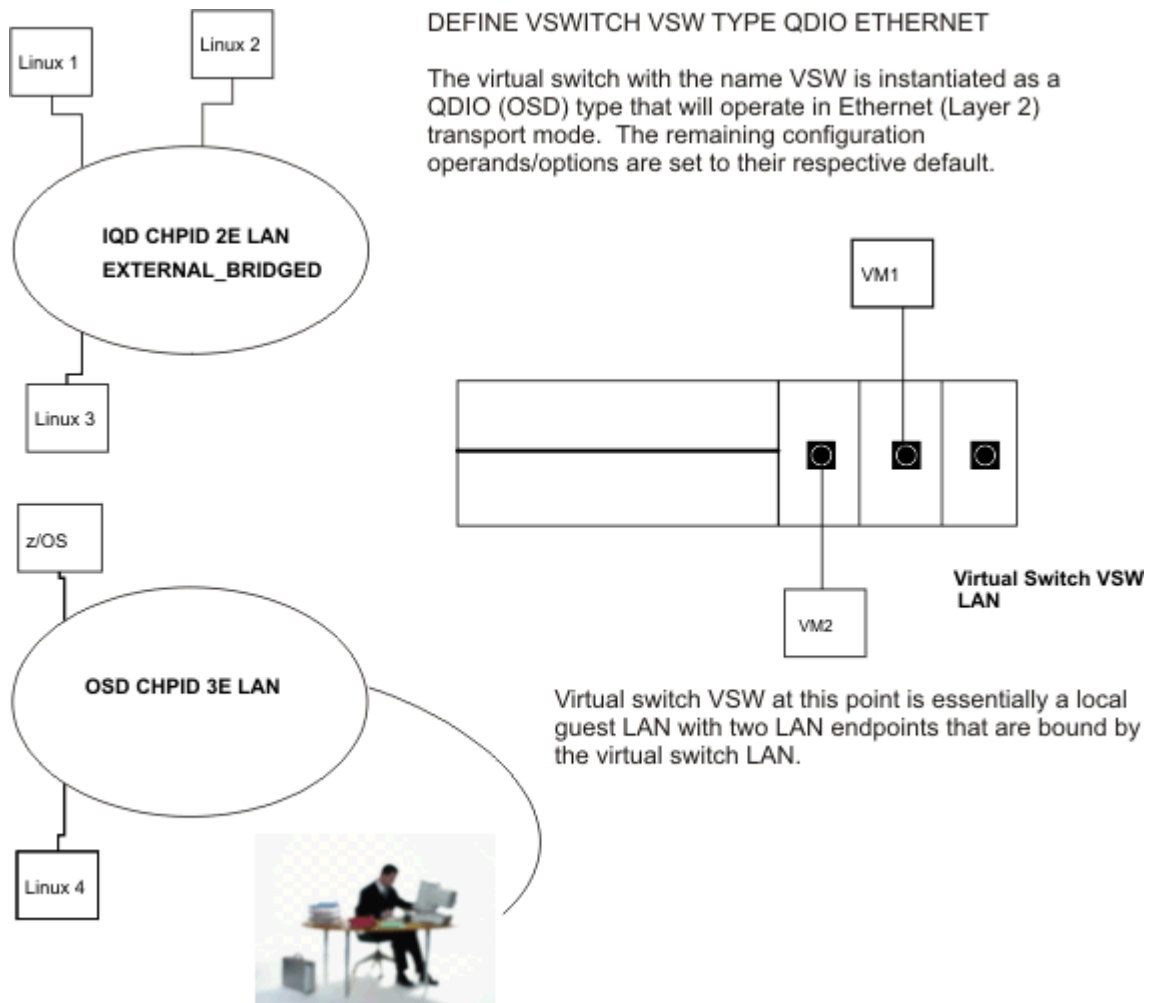 DEFINE VSWITCH VSW TYPE QDIO ETHERNET
The virtual switch with the name VSW is instantiated as a
QDIO (OSD) type that will operate in Ethernet (Layer 2)
transport mode. The remaining configuration
operands/options are set to their respective default.
Linux 1
Linux 2
IQD CHPID 2E LAN
EXTERNAL_BRIDGED
Linux 3
VM1
VM2
Virtual Switch VSW
LAN
z/OS
OSD CHPID 3E LAN
Linux 4
Virtual switch VSW at this point is essentially a local
guest LAN with two LAN endpoints that are bound by
the virtual switch LAN.